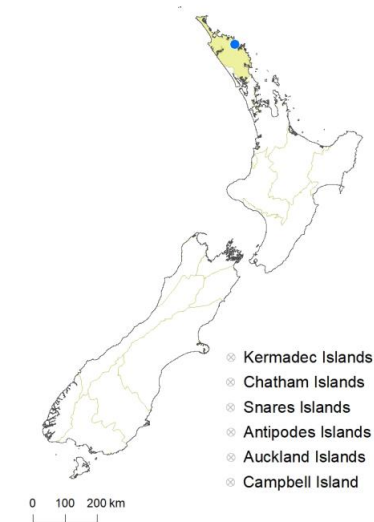 Kermadec Islands
Chatham Islands
Snares Islands
Antipodes Islands
Auckland Islands
Campbell Island
0 100 200 km